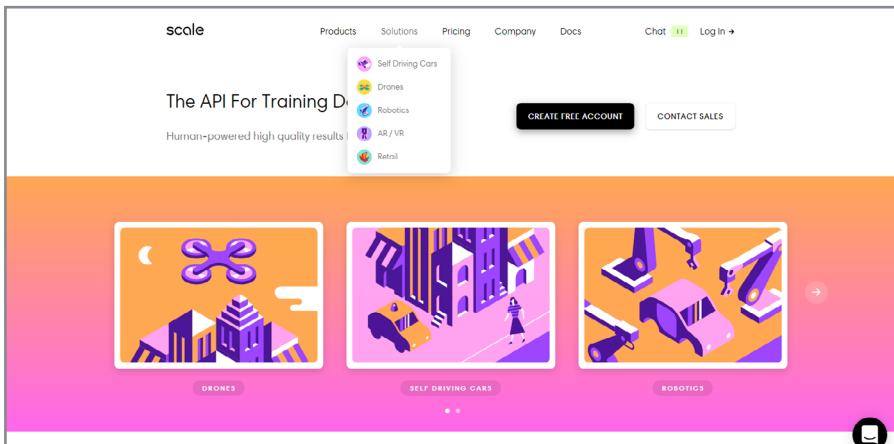 scale
Products Solutions Pricing Company Docs Chat Log In →
Self Driving Cars
Drones
Robotics
AR / VR
Retail
The API For Training D
Human-powered high quality results
CREATE FREE ACCOUNT
CONTACT SALES
DRONES
SELF DRIVING CARS
ROBOTICS